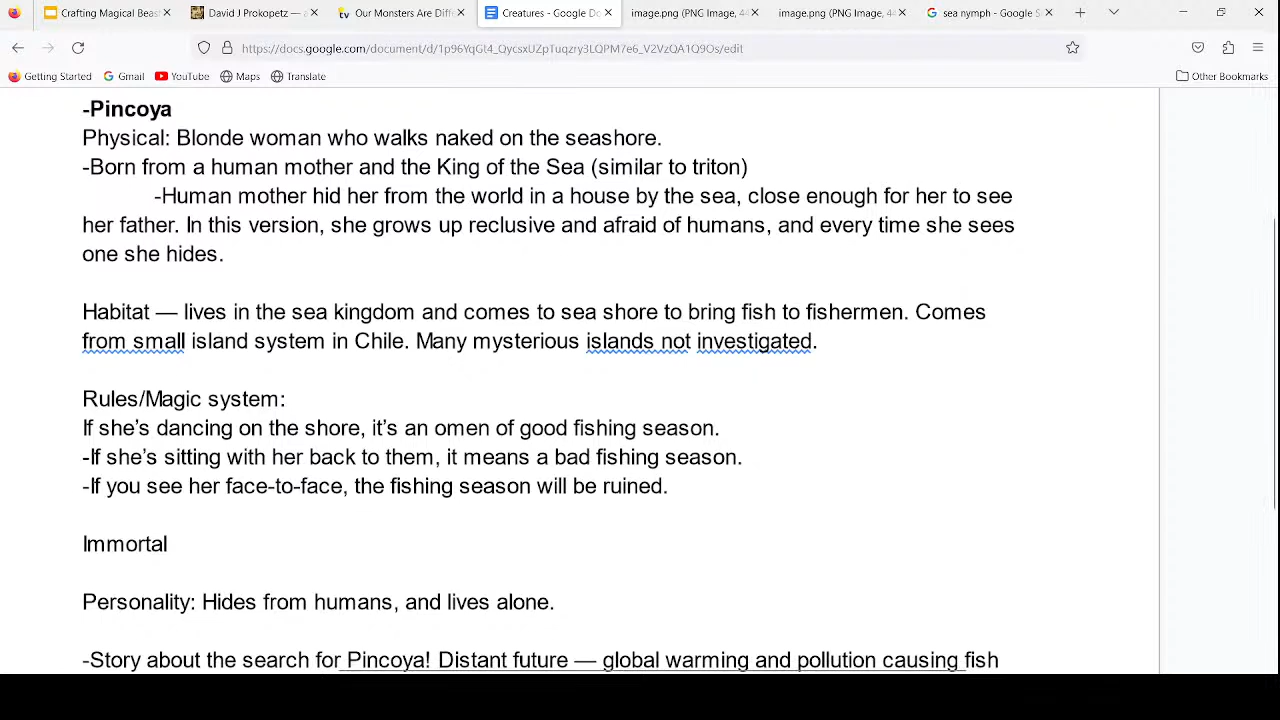 Crafting Magical Beast
David J Prokopetz — a
Our Monsters Are Diffe
Creatures - Google Do
image.png (PNG Image, 44
image.png (PNG Image, 44
sea nymph - Google S
https://docs.google.com/document/d/1p96YqO4_QycsxUZpTuqzry3LQPM7e6_V2VzQA1Q9Os/edit
Getting Started
Gmail
YouTube
Maps
Translate
Other Bookmarks
-Pincoya
Physical: Blonde woman who walks naked on the seashore.
-Born from a human mother and the King of the Sea (similar to triton)
-Human mother hid her from the world in a house by the sea, close enough for her to see
her father. In this version, she grows up reclusive and afraid of humans, and every time she sees
one she hides.
Habitat — lives in the sea kingdom and comes to sea shore to bring fish to fishermen. Comes
from small island system in Chile. Many mysterious islands not investigated.
Rules/Magic system:
If she's dancing on the shore, it's an omen of good fishing season.
-If she's sitting with her back to them, it means a bad fishing season.
-If you see her face-to-face, the fishing season will be ruined.
Immortal
Personality: Hides from humans, and lives alone.
-Story about the search for Pincoya! Distant future — global warming and pollution causing fish